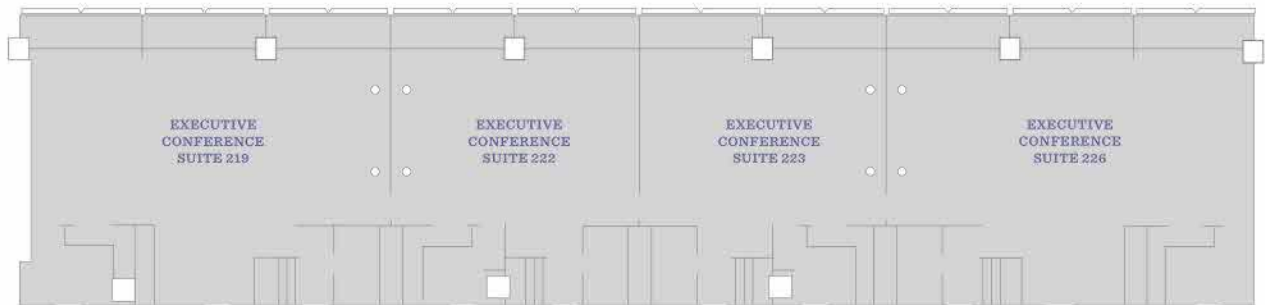 EXECUTIVE
CONFERENCE
SUITE 219
EXECUTIVE
CONFERENCE
SUITE 222
EXECUTIVE
CONFERENCE
SUITE 223
EXECUTIVE
CONFERENCE
SUITE 226